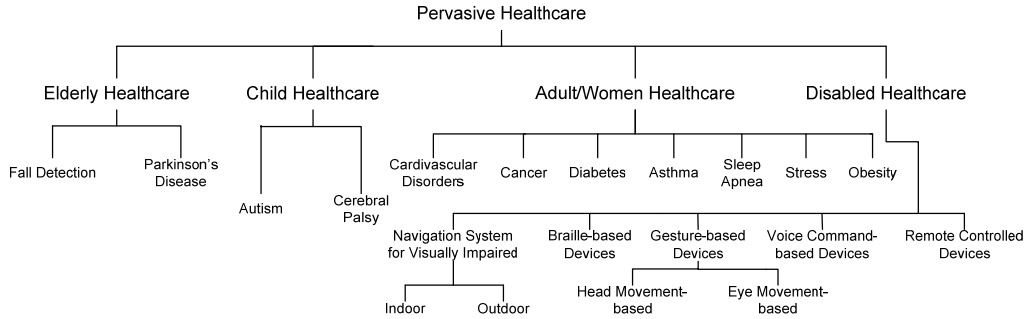 Pervasive Healthcare
Elderly Healthcare
Child Healthcare
Adult/Women Healthcare
Disabled Healthcare
Fall Detection
Parkinson's
Disease
Autism
Cerebral
Palsy
Cardivascular
Disorders
Cancer
Diabetes
Asthma
Sleep
Apnea
Stress
Obesity
Navigation System
for Visually Impaired
Braille-based
Devices
Gesture-based
Devices
Voice Command-
based Devices
Remote Controlled
Devices
Indoor
Outdoor
Head Movement-
based
Eye Movement-
based